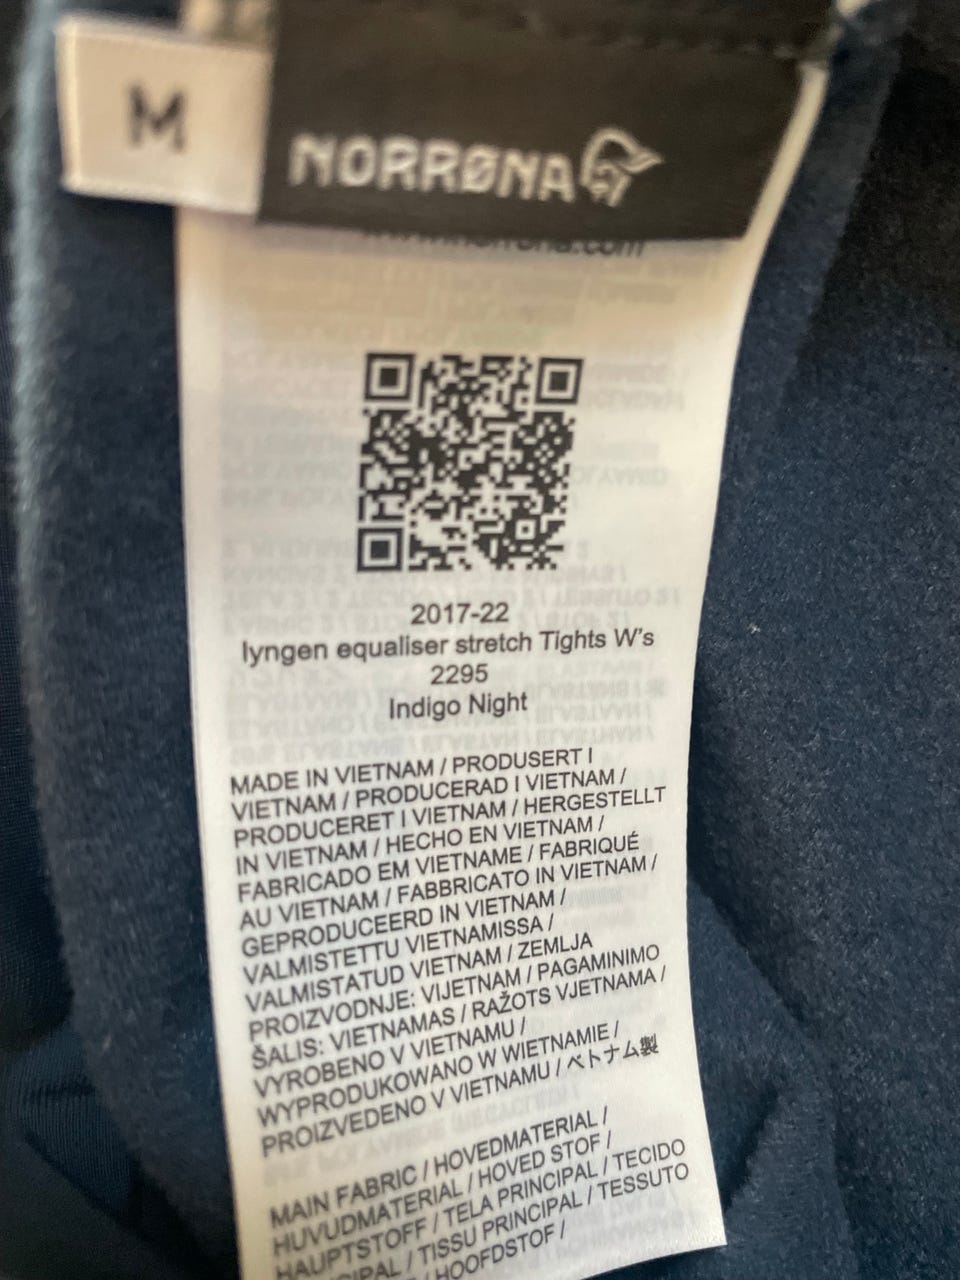 M
NORRØNA
2017-22
lyngen equaliser stretch Tights W's
2295
Indigo Night
MADE IN VIETNAM / PRODUSERT I
VIETNAM / PRODUCERAD I VIETNAM /
PRODUCERET I VIETNAM / HERGESTELLT
IN VIETNAM / HECHO EN VIETNAM /
FABRICADO EM VIETNAME / FABRIQUÉ
AU VIETNAM / FABBRICATO IN VIETNAM /
GEPRODUCEERD IN VIETNAM /
VALMISTETTU VIETNAMISSA /
VALMISTATUD VIETNAM / ZEMLJA
PROIZVODNJE: VIJETNAM / PAGAMINIMO
ŠALIS: VIETNAMAS / RAŽOTS VJETNAMA /
VYROBENO V VIETNAMU /
WYPRODUKOWANO W WIETNAMIE /
PROIZVEDENO V VIETNAMU / ベトナム製
MAIN FABRIC / HOVEDMATERIAL /
HUVUDMATERIAL / HOVED STOF /
HAUPTSTOFF / TELA PRINCIPAL / TECIDO
/ TISSU PRINCIPAL / TESSUTO
/ HOOFDSTOF /